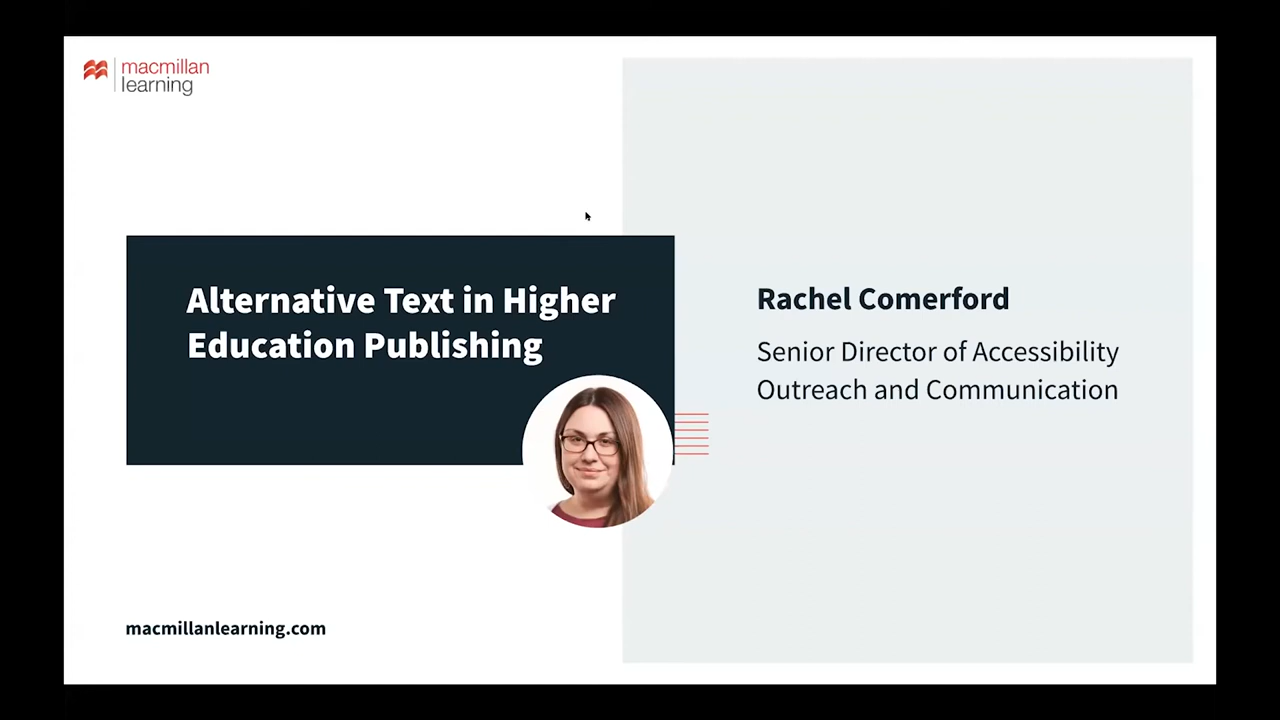 macmillan
learning
Alternative Text in Higher
Education Publishing
Rachel Comerford
Senior Director of Accessibility
Outreach and Communication
macmillanlearning.com